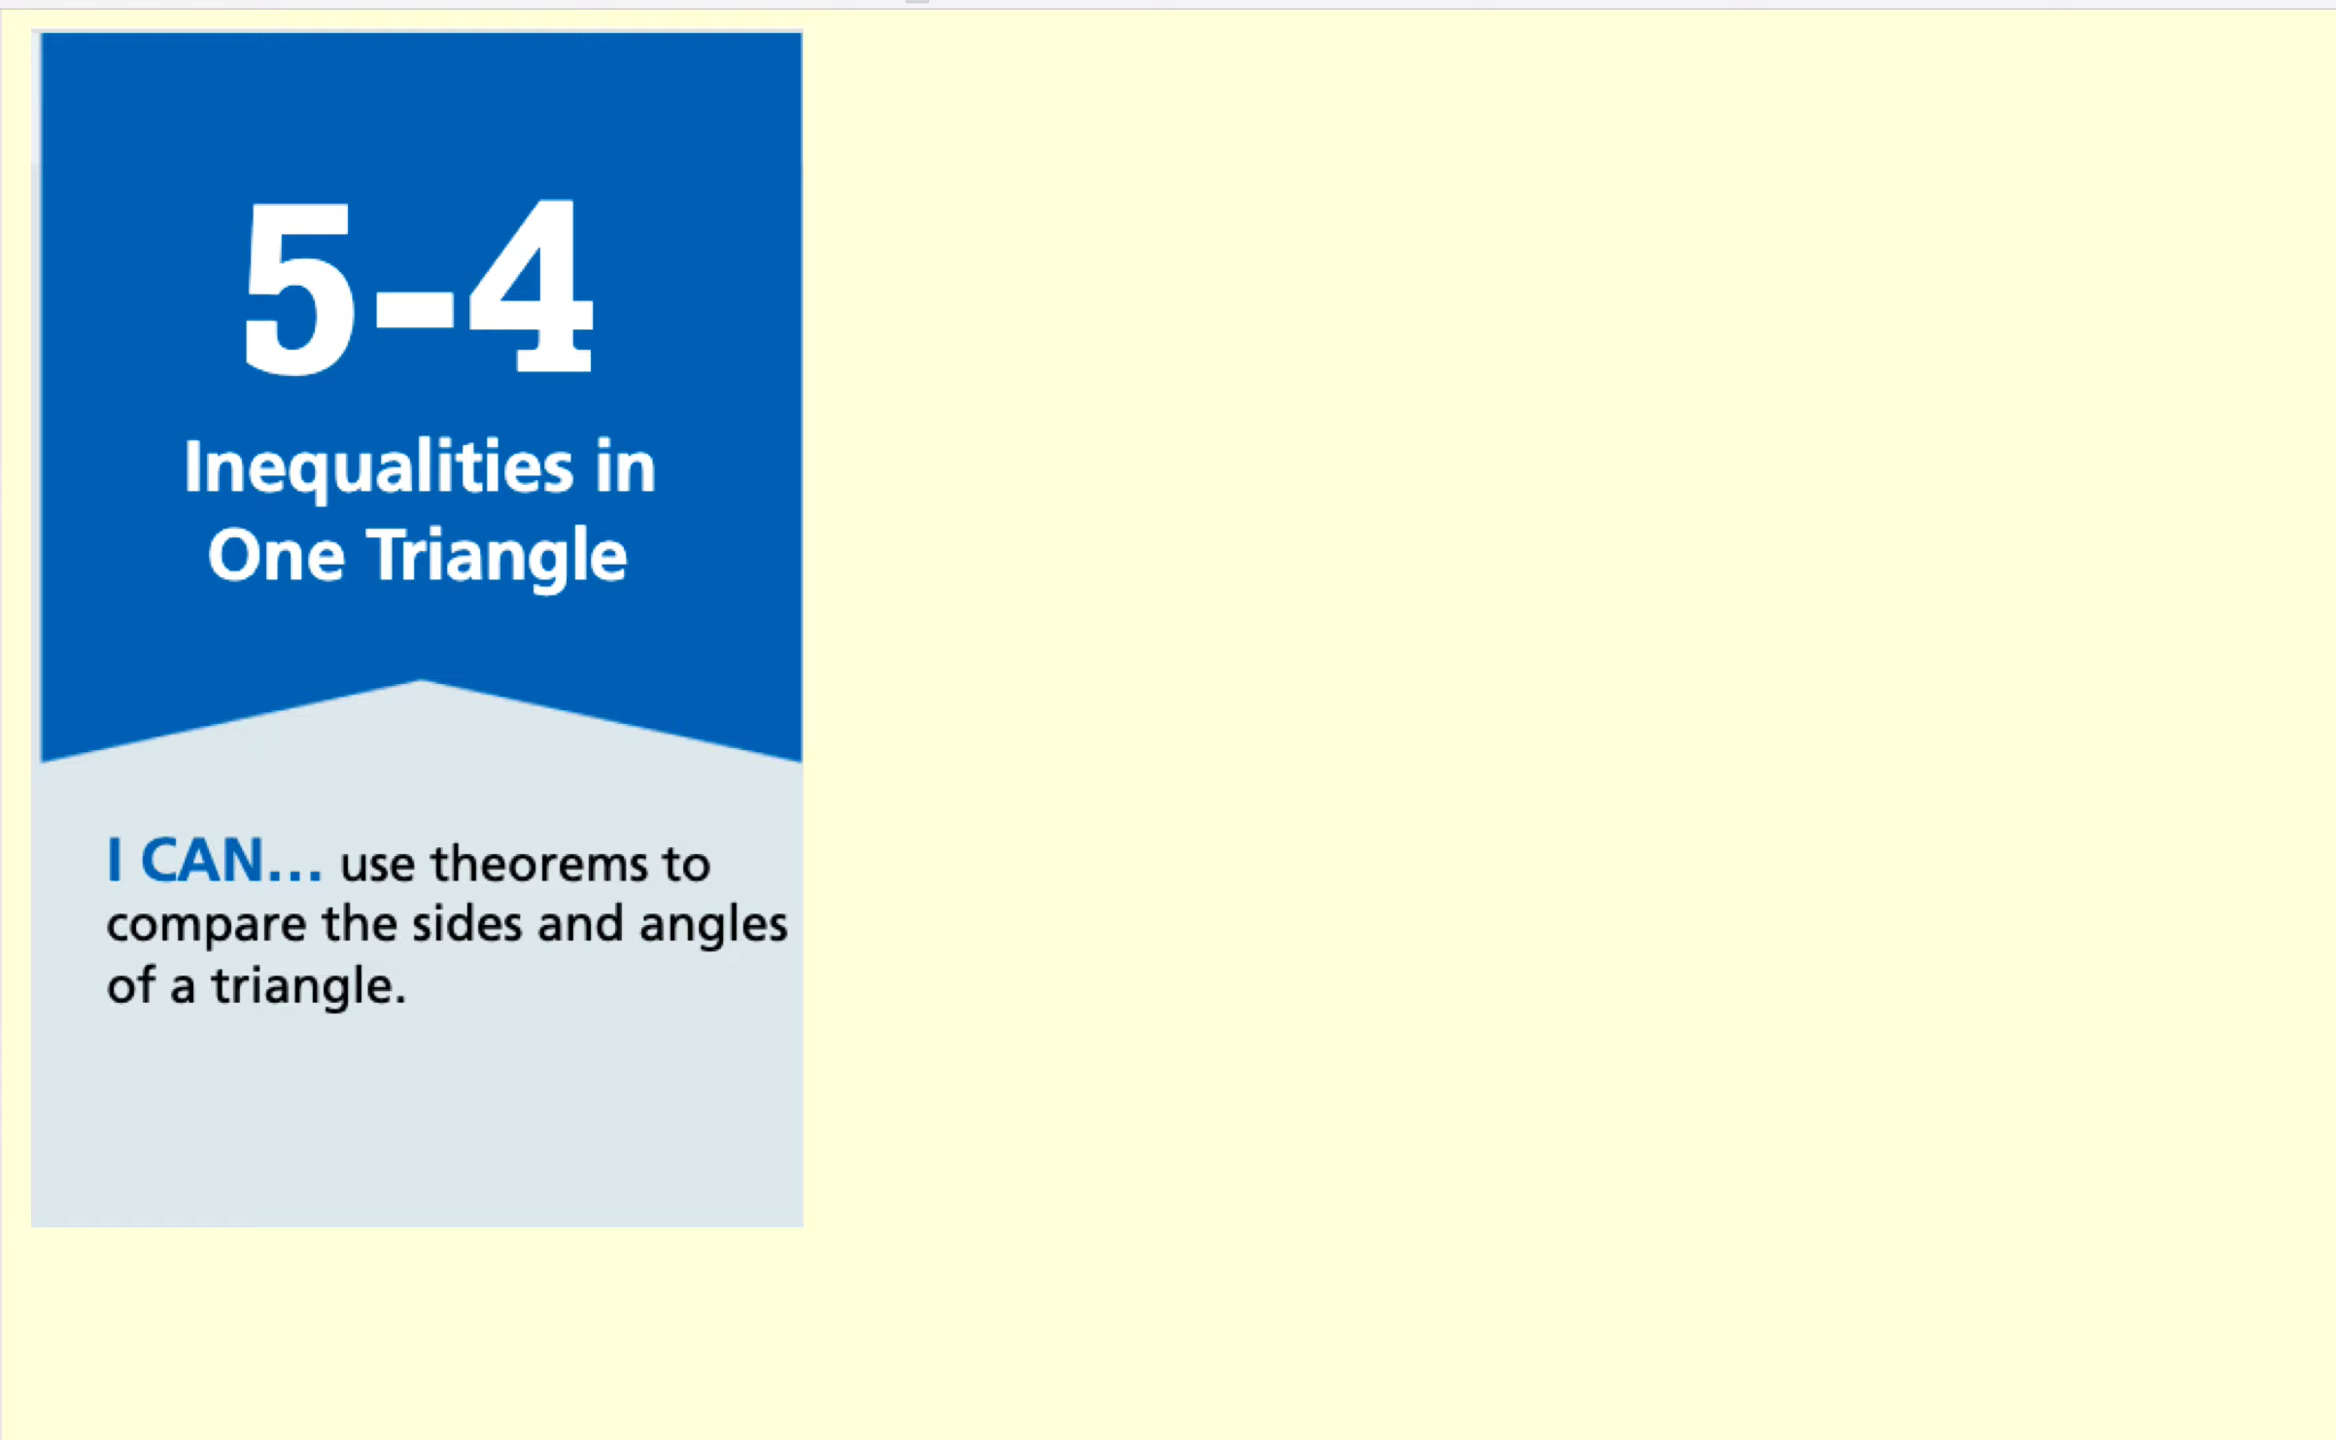 5-4
Inequalities in
One Triangle
I CAN... use theorems to
compare the sides and angles
of a triangle.